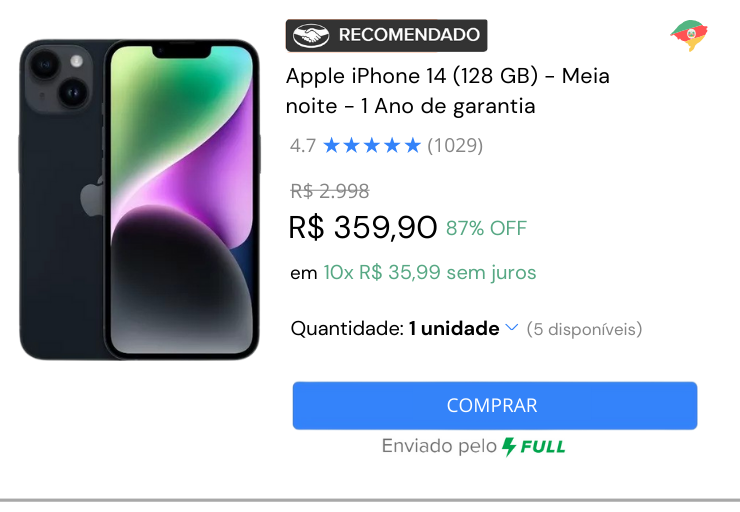 RECOMENDADO
Apple iPhone 14 (128 GB) - Meia
noite - 1 Ano de garantia
4.7 ★★★★★ (1029)
R$ 2.998
R$ 359,90 87% OFF
em 10x R$ 35,99 sem juros
Quantidade: 1 unidade (5 disponíveis)
COMPRAR
Enviado pelo FULL